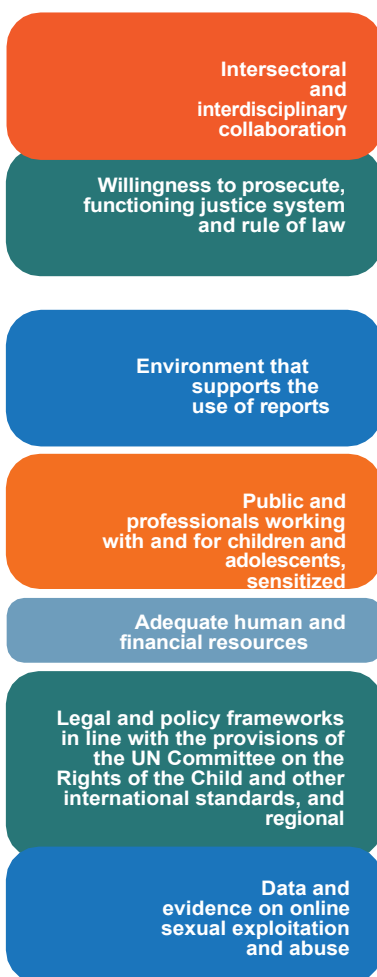 Intersectoral
and
interdisciplinary
collaboration
Willingness to prosecute,
functioning justice system
and rule of law
Environment that
supports the
use of reports
Public and
professionals working
with and for children and
adolescents,
sensitized
Adequate human and
financial resources
Legal and policy frameworks
in line with the provisions of
the UN Committee on the
Rights of the Child and other
international standards, and
regional
Data and
evidence on online
sexual exploitation
and abuse